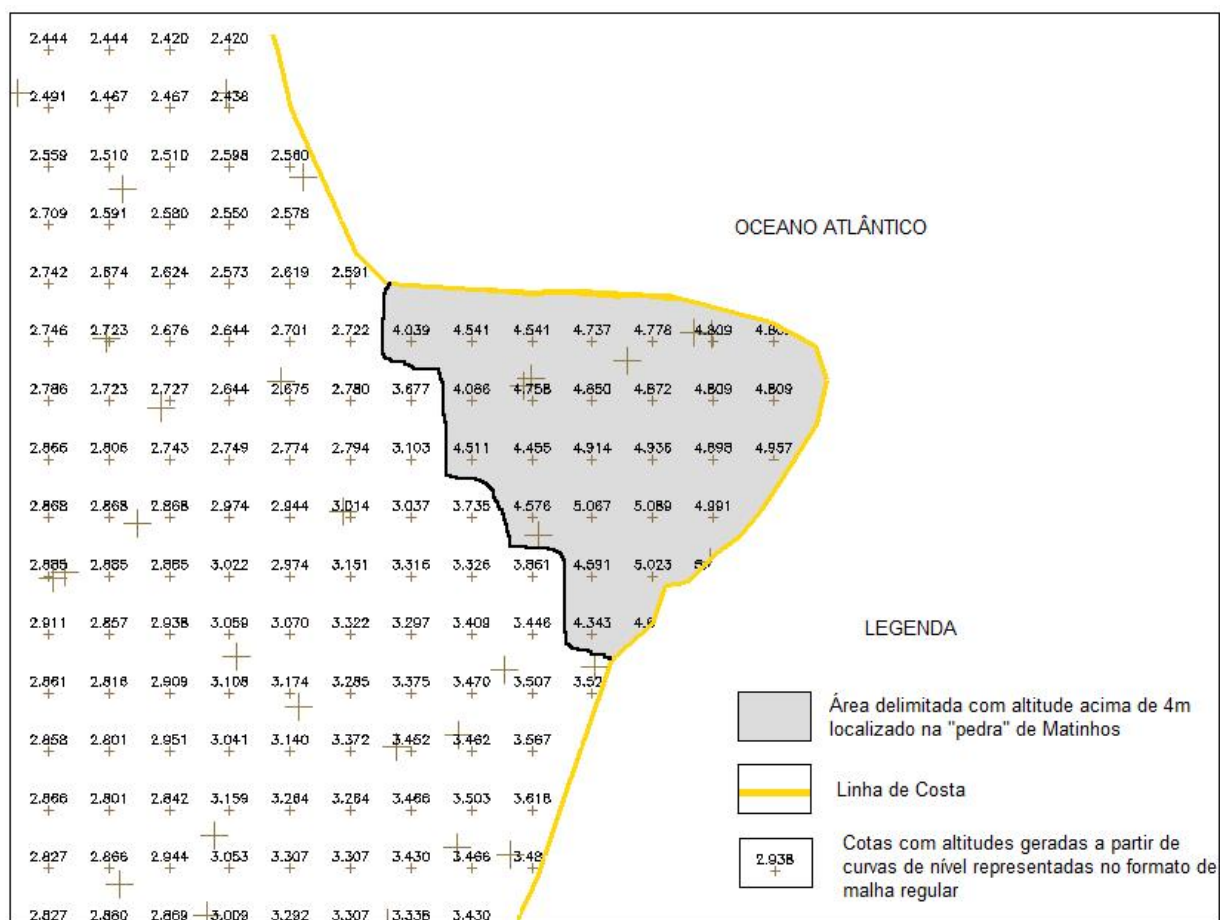 2.444 2.444 2.420 2.420
2.491 2.467 2.467 2.438
2.559 2.510 2.510 2.598 2.560
2.709 2.591 2.580 2.550 2.578
OCEANO ATLÂNTICO
2.742 2.674 2.624 2.573 2.619 2.591
2.746 2.723 2.676 2.644 2.701 2.722 4.039 4.541 4.541 4.737 4.778 4.809
2.786 2.723 2.727 2.644 2.675 2.780 3.677 4.086 4.758 4.850 4.872 4.809 4.809
2.866 2.806 2.743 2.749 2.774 2.794 3.103 4.511 4.455 4.914 4.936 4.898 4.957
2.868 2.868 2.868 2.974 2.944 3.014 3.037 3.735 4.576 5.067 5.089 4.991
2.885 2.885 2.865 3.022 2.974 3.151 3.316 3.326 3.861 4.591 5.023
2.911 2.857 2.938 3.059 3.070 3.322 3.297 3.409 3.446 4.343 4.6
LEGENDA
2.861 2.816 2.909 3.108 3.174 3.285 3.375 3.470 3.507 3.52
Área delimitada com altitude acima de 4m
localizado na "pedra" de Matinhos
2.858 2.801 2.951 3.041 3.140 3.372 3.452 3.462 3.567
Linha de Costa
2.866 2.801 2.842 3.159 3.264 3.264 3.466 3.503 3.618
Cotas com altitudes geradas a partir de
2.938 curvas de nível representadas no formato de
malha regular
2.827 2.866 2.944 3.053 3.307 3.307 3.430 3.466 3.48
2.827 2.860 2.869 3.009 3.292 3.307 3.336 3.430